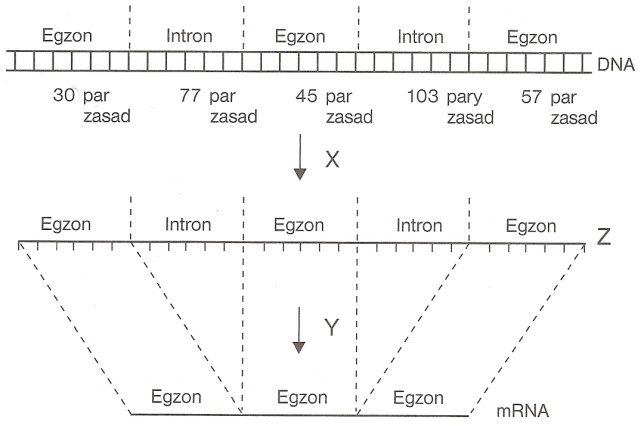 Egzon Intron Egzon Intron Egzon
DNA
30 par zasad 77 par zasad 45 par zasad 103 pary zasad 57 par zasad
X
Egzon Intron Egzon Intron Egzon
Z
Y
Egzon Egzon Egzon
mRNA